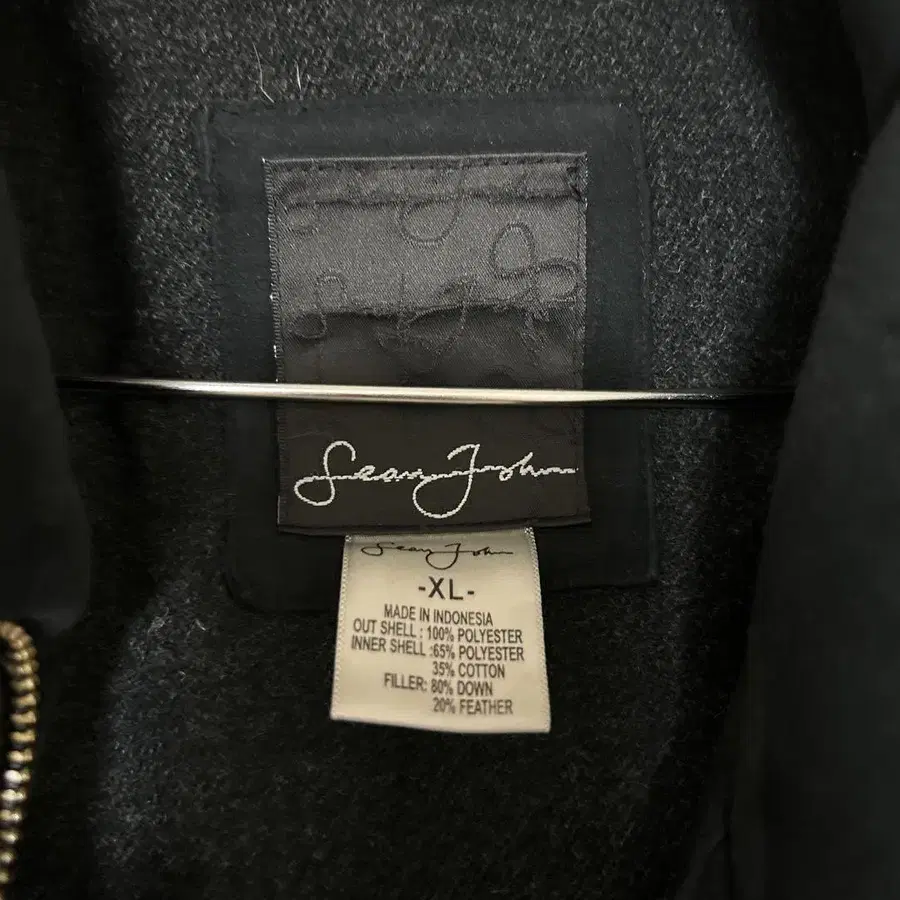 Sean John
Sean John
-XL-
MADE IN INDONESIA
OUT SHELL : 100% POLYESTER
INNER SHELL :65% POLYESTER
35% COTTON
FILLER: 80% DOWN
20% FEATHER